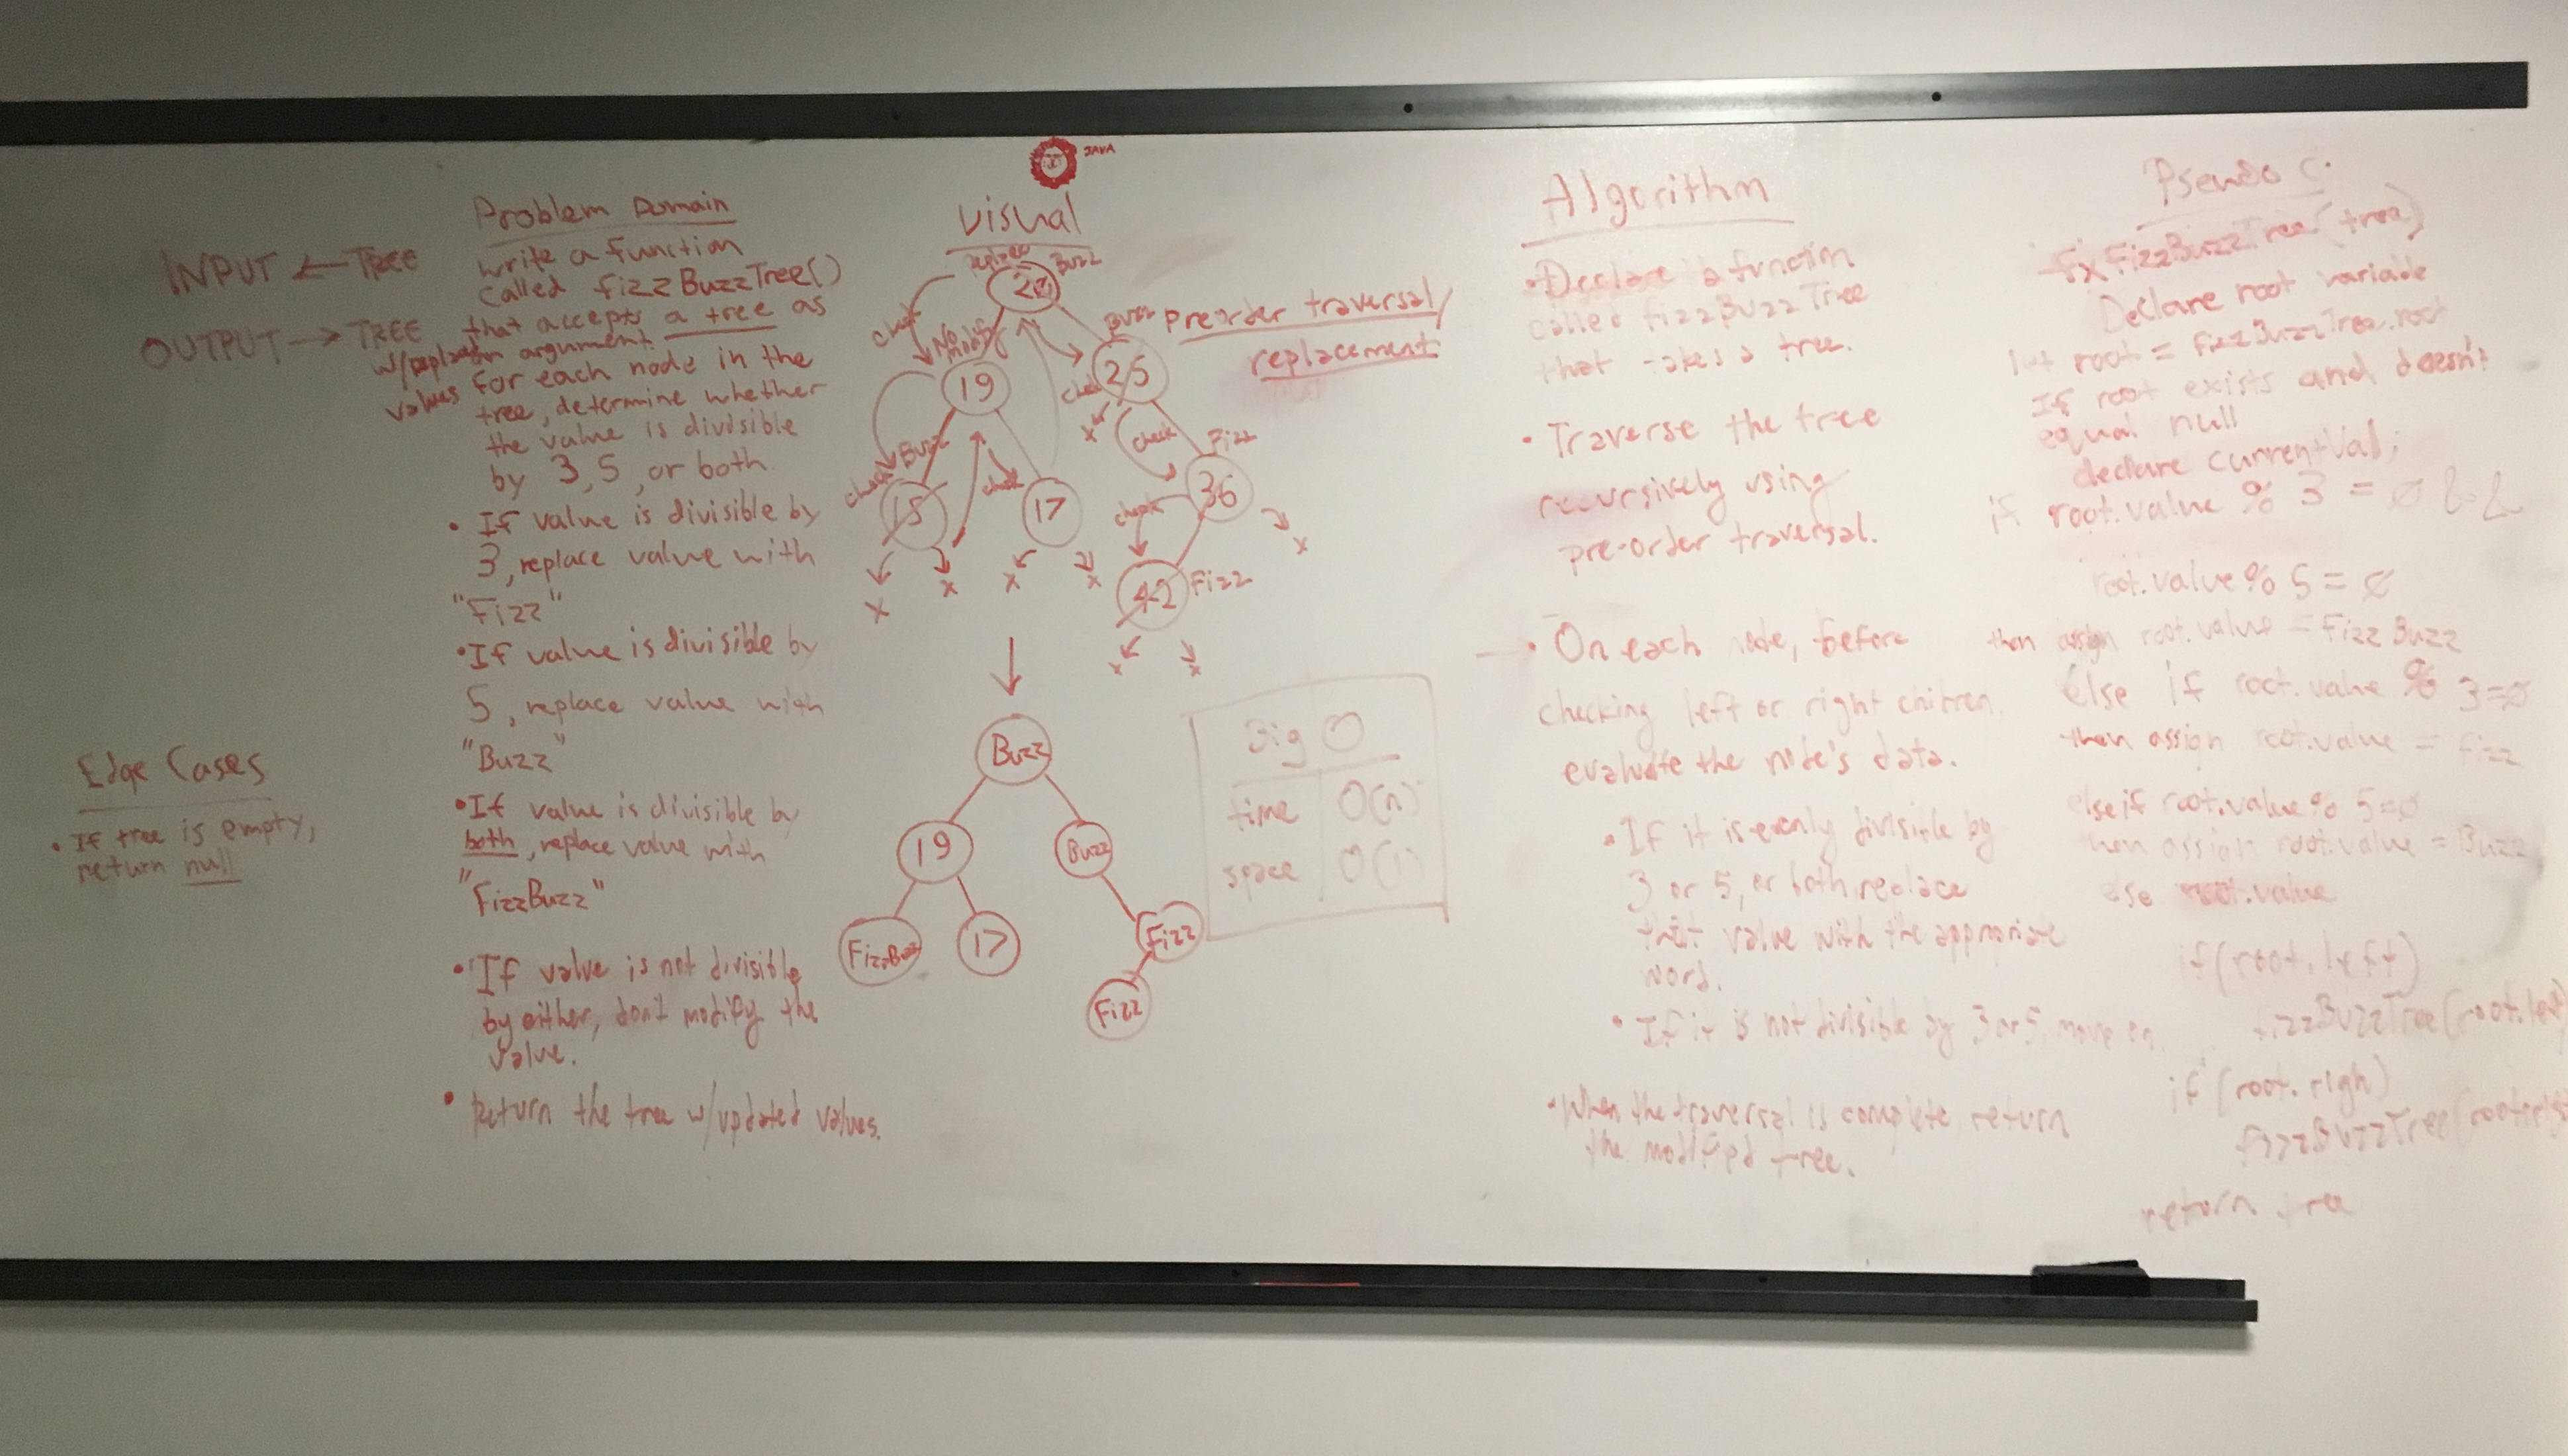 JAVA
INPUT ← TREE
OUTPUT → TREE
w/
values
Edge Cases
• If tree is empty,
return null
Problem Domain
write a function
called fizzBuzzTree()
that accepts a tree as
an argument.
for each node in the
tree, determine whether
the value is divisible
by 3, 5, or both.
• If value is divisible by
3, replace value with
"Fizz"
• If value is divisible by
5, replace value with
"Buzz"
• If value is divisible by
both, replace value with
"FizzBuzz"
• If value is not divisible
by either, don't modify the
value.
• Return the tree w/updated values.
Visual
Buzz
20
check
No
modify
Buzz
Preorder traversal/
replacement
19
25
check
Buzz
check
Fizz
check
15
check
17
36
check
x x x x x x x x
42
Fizz
Buzz
19
Buzz
FizzBuzz
17
Fizz
Fizz
Big O
time O(n)
space O(1)
Algorithm
• Declare a function
called fizzBuzzTree
that takes a tree.
• Traverse the tree
recursively using
pre-order traversal.
→ • On each node, before
checking left or right chitren
evaluate the node's data.
• If it is evenly divisible by
3 or 5, or both, replace
that value with the appropriate
word.
• If it is not divisible by 3 or 5, move on.
• When the traversal is complete, return
the modified tree.
Pseudo C.
fx FizzBuzzTree(tree)
Declare root variable
let root = FizzBuzzTree.root
If root exists and doesn't
equal null
declare currentVal;
if root.value % 3 = 0 &&
root.value % 5 = 0
then assign root.value = Fizz Buzz
Else if root.value % 3=0
then assign root.value = Fizz
else if root.value % 5=0
then assign root.value = Buzz
else root.value
if(root.left)
fizzBuzzTree(root.left
if (root.righ)
fizzBuzzTree(
return tree